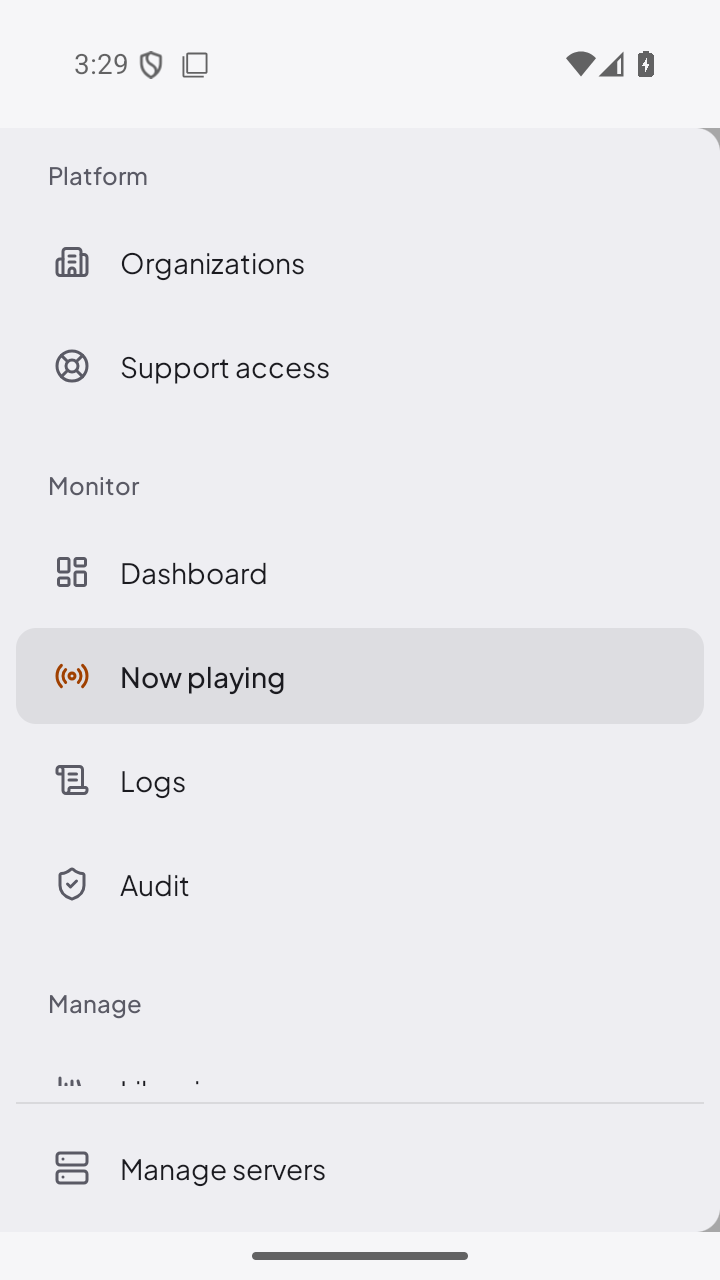 3:29
Platform
Organizations
Support access
Monitor
Dashboard
Now playing
Logs
Audit
Manage
Manage servers